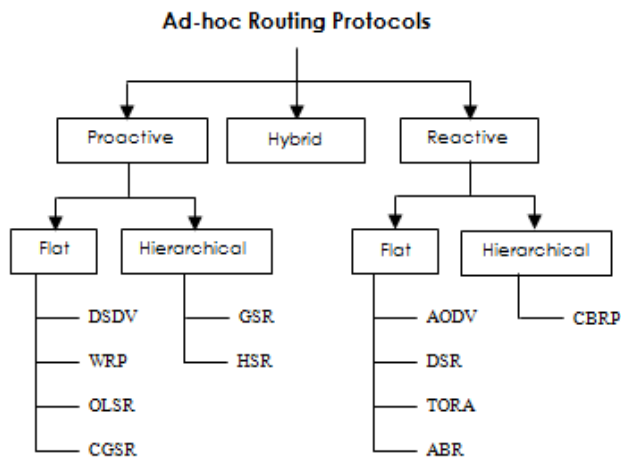 Ad-hoc Routing Protocols
Proactive
Hybrid
Reactive
Flat
Hierarchical
Flat
Hierarchical
DSDV
GSR
AODV
CBRP
WRP
HSR
DSR
OLSR
TORA
CGSR
ABR